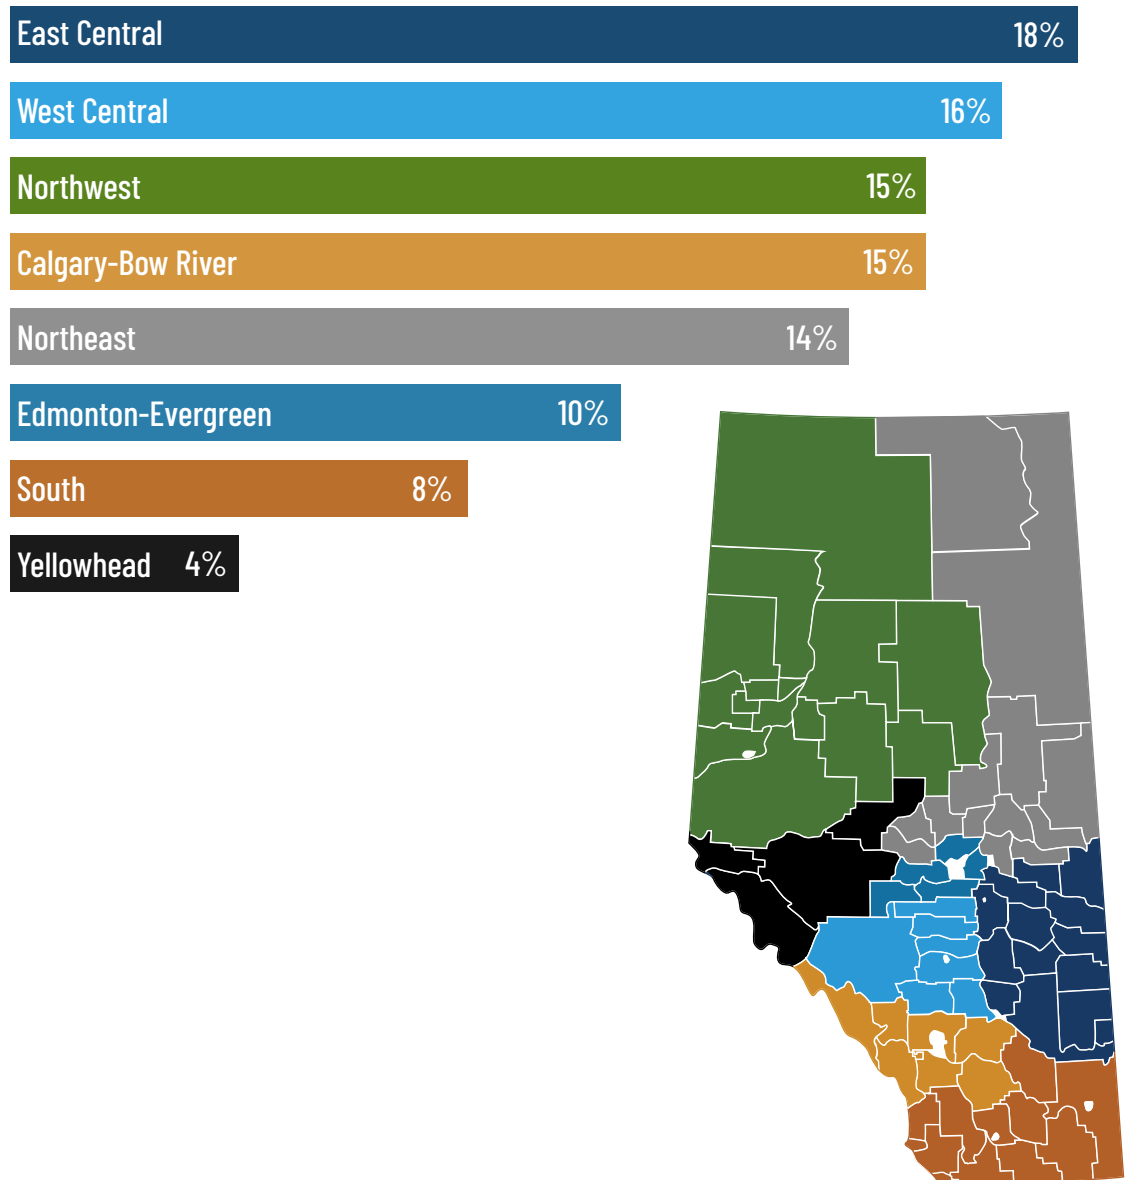 East Central 18%
West Central 16%
Northwest 15%
Calgary-Bow River 15%
Northeast 14%
Edmonton-Evergreen 10%
South 8%
Yellowhead 4%